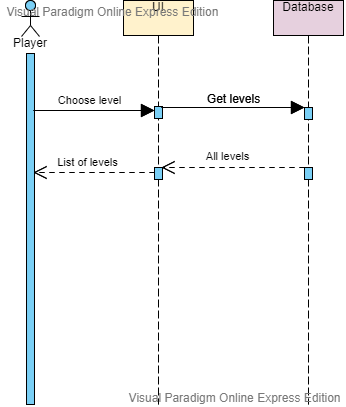 Visual Paradigm Online Express Edition
UI
Database
Player
Choose level
Get levels
All levels
List of levels
Visual Paradigm Online Express Edition